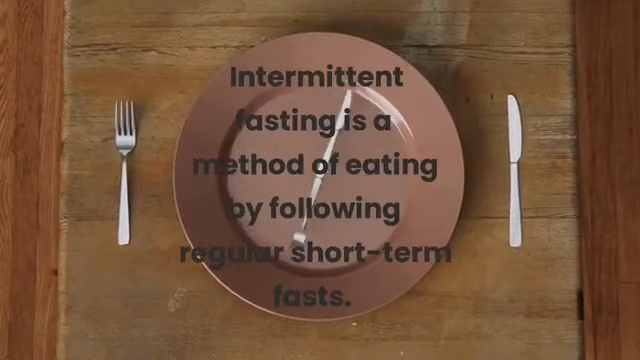 Intermittent
fasting is a
method of eating
by following
regular short-term
fasts.